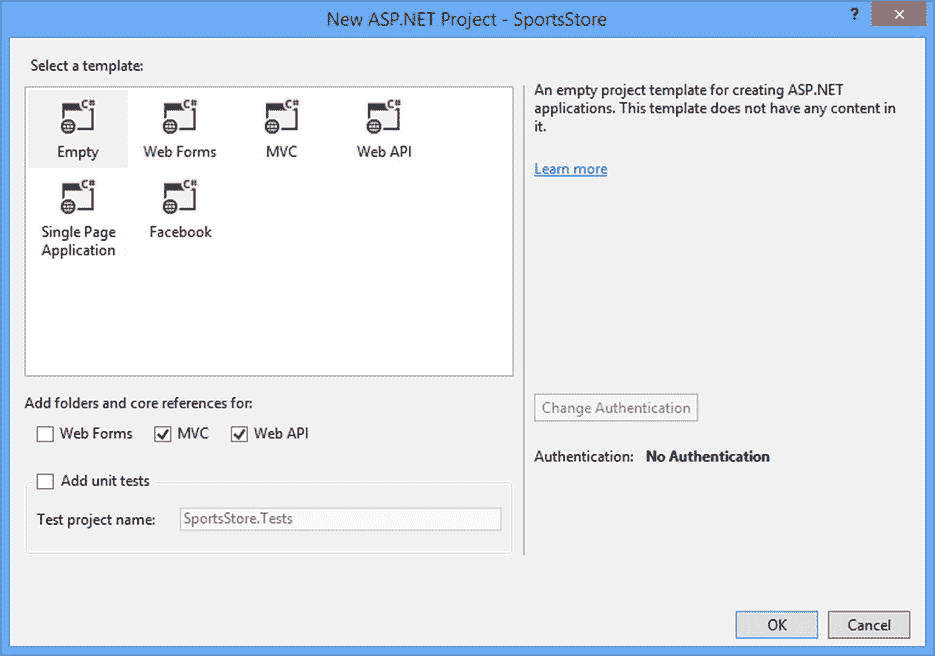 New ASP.NET Project - SportsStore
?
Select a template:
C#
C#
C#
C#
Empty
Web Forms
MVC
Web API
C#
C#
Single Page
Application
Facebook
An empty project template for creating ASP.NET
applications. This template does not have any content in
it.
Learn more
Add folders and core references for:
Web Forms
MVC
Web API
Add unit tests
Test project name:
SportsStore.Tests
Change Authentication
Authentication: No Authentication
OK
Cancel